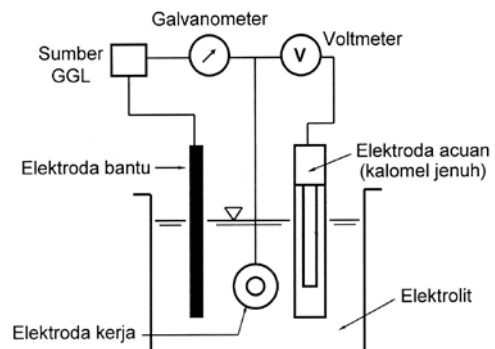 Galvanometer
Voltmeter
Sumber
GGL
V
Elektroda bantu
Elektroda acuan
(kalomel jenuh)
Elektrolit
Elektroda kerja